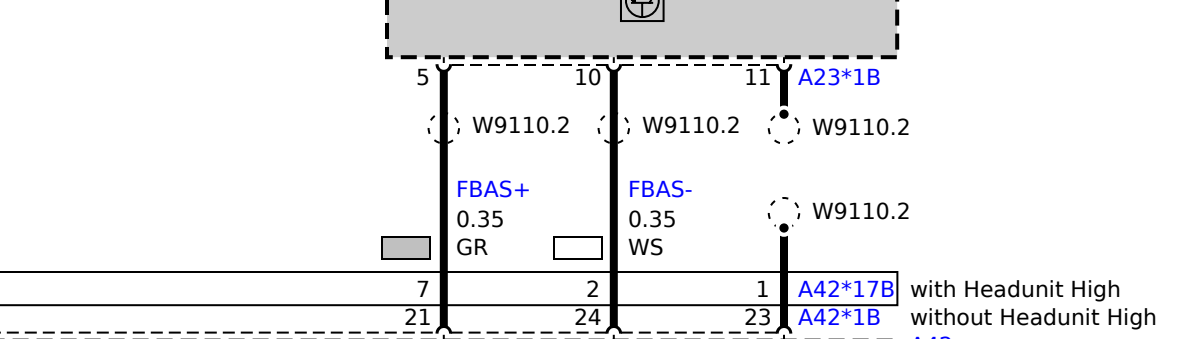 5 10 11 A23*1B
W9110.2 W9110.2 W9110.2
FBAS+ FBAS-
W9110.2
0.35 0.35
GR WS
7 2 1 A42*17B with Headunit High
21 24 23 A42*1B without Headunit High